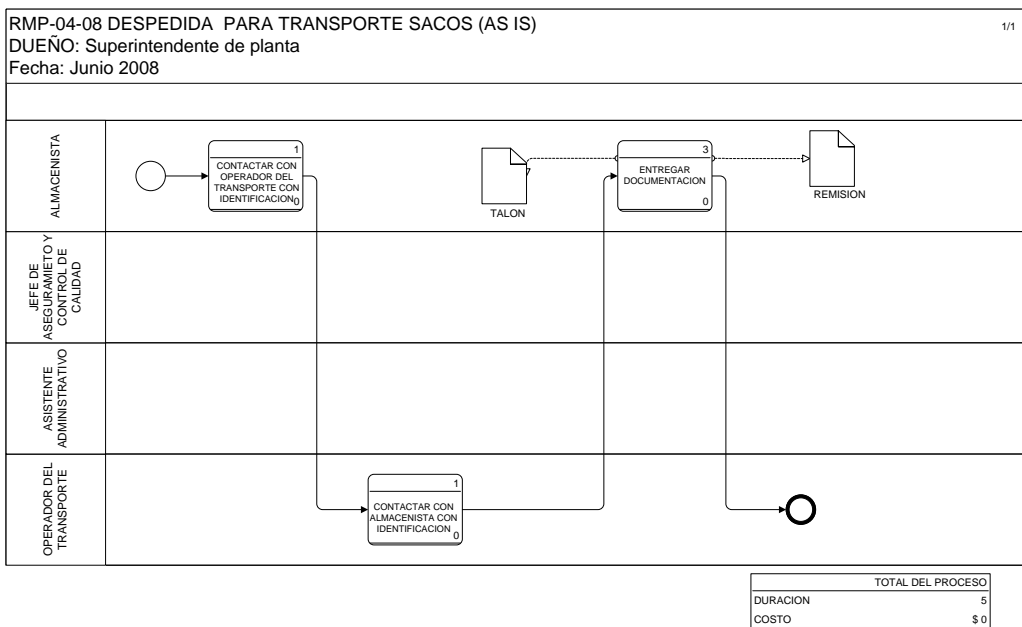 RMP-04-08 DESPEDIDA PARA TRANSPORTE SACOS (AS IS)
1/1
DUEÑO: Superintendente de planta
Fecha: Junio 2008
ALMACENISTA
1
CONTACTAR CON
OPERADOR DEL
TRANSPORTE CON
IDENTIFICACION
0
TALON
3
ENTREGAR
DOCUMENTACION
0
REMISION
JEFE DE
ASEGURAMIETO Y
CONTROL DE
CALIDAD
ASISTENTE
ADMINISTRATIVO
OPERADOR DEL
TRANSPORTE
1
CONTACTAR CON
ALMACENISTA CON
IDENTIFICACION
0
TOTAL DEL PROCESO
DURACION 5
COSTO $ 0